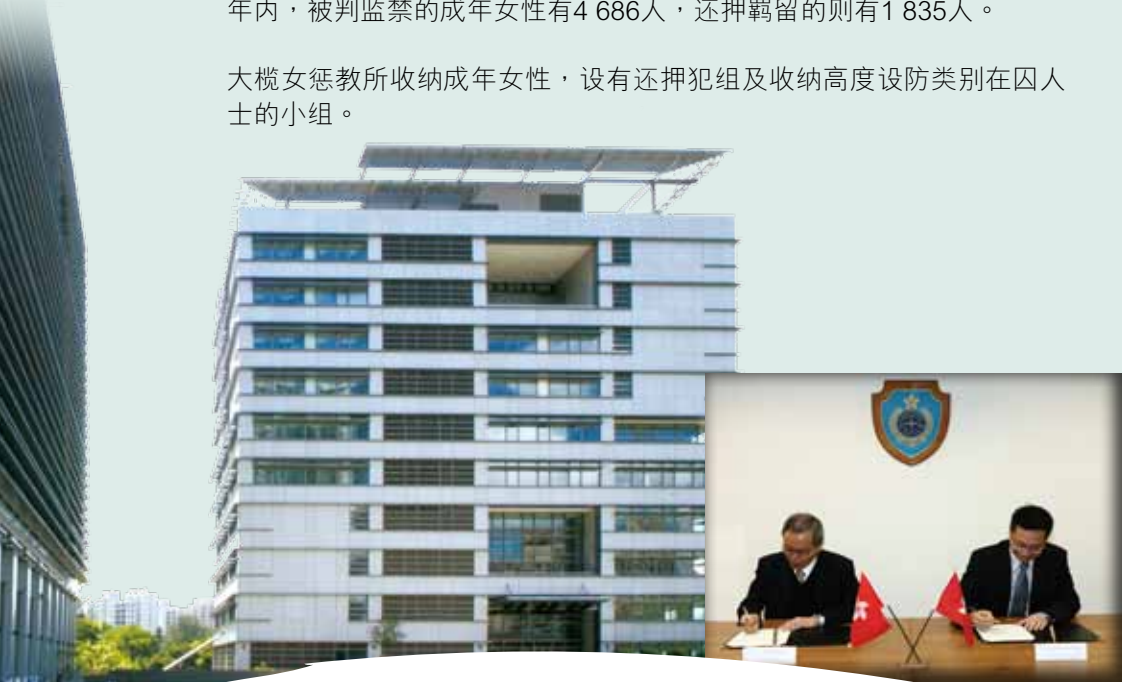 年内，被判监禁的成年女性有4 686人，还押羁留的则有1 835人。
大榄女惩教所收纳成年女性，设有还押犯组及收纳高度设防类别在囚人
士的小组。